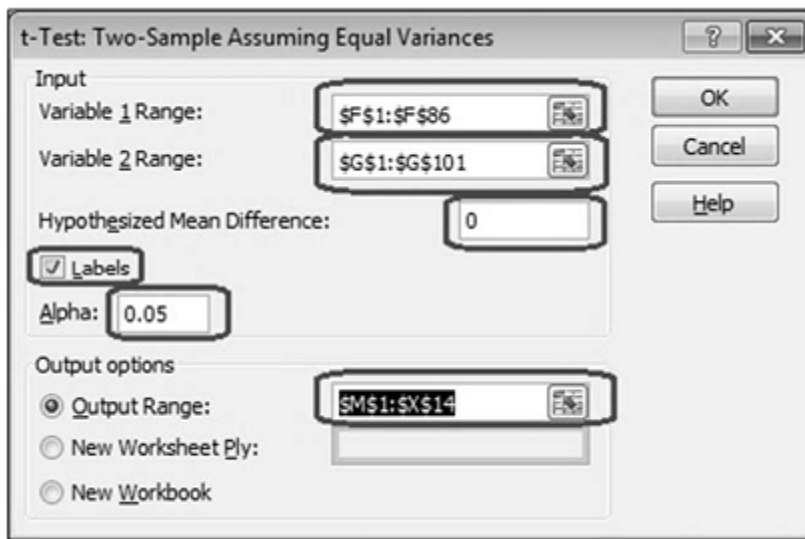 t-Test: Two-Sample Assuming Equal Variances
Input
Variable 1 Range: $F$1:$F$86
Variable 2 Range: $G$1:$G$101
Hypothesized Mean Difference: 0
Labels
Alpha: 0.05
OK
Cancel
Help
Output options
Output Range: $M$1:$X$14
New Worksheet Ply:
New Workbook